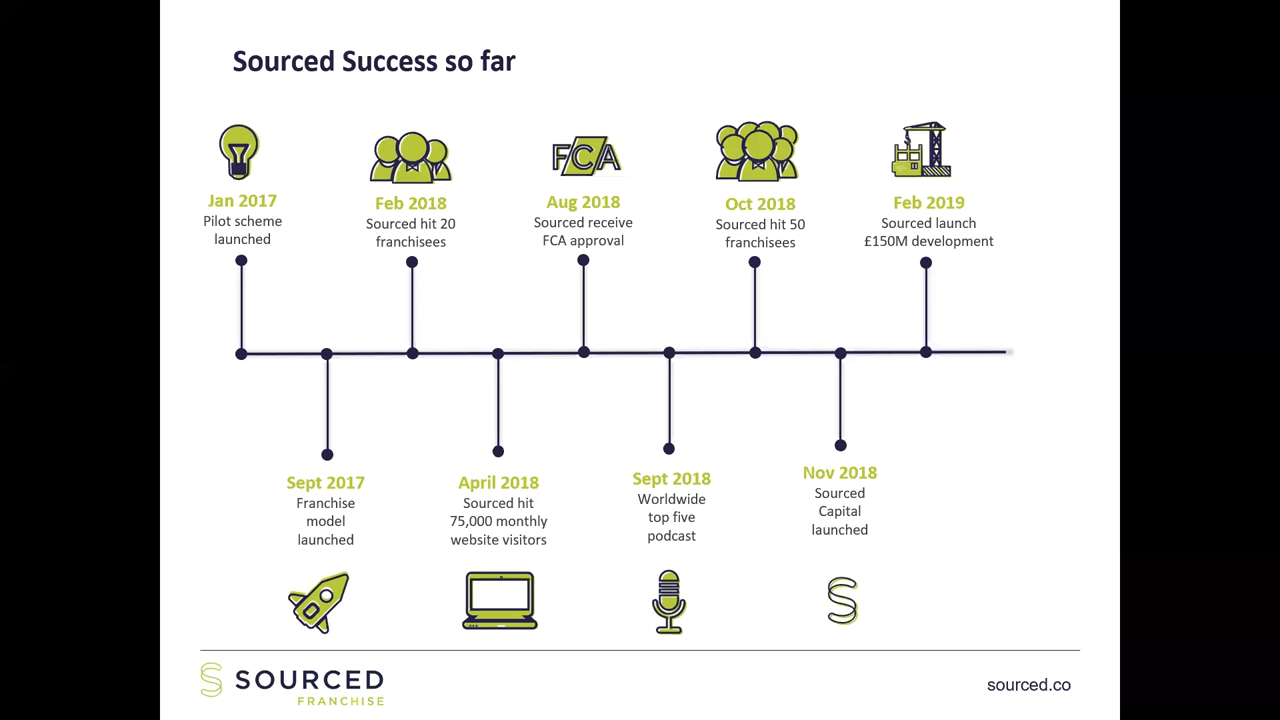 Sourced Success so far
FCA
Jan 2017
Pilot scheme
launched
Feb 2018
Sourced hit 20
franchisees
Aug 2018
Sourced receive
FCA approval
Oct 2018
Sourced hit 50
franchisees
Feb 2019
Sourced launch
£150M development
Sept 2017
Franchise
model
launched
April 2018
Sourced hit
75,000 monthly
website visitors
Sept 2018
Worldwide
top five
podcast
Nov 2018
Sourced
Capital
launched
SOURCED
FRANCHISE
sourced.co